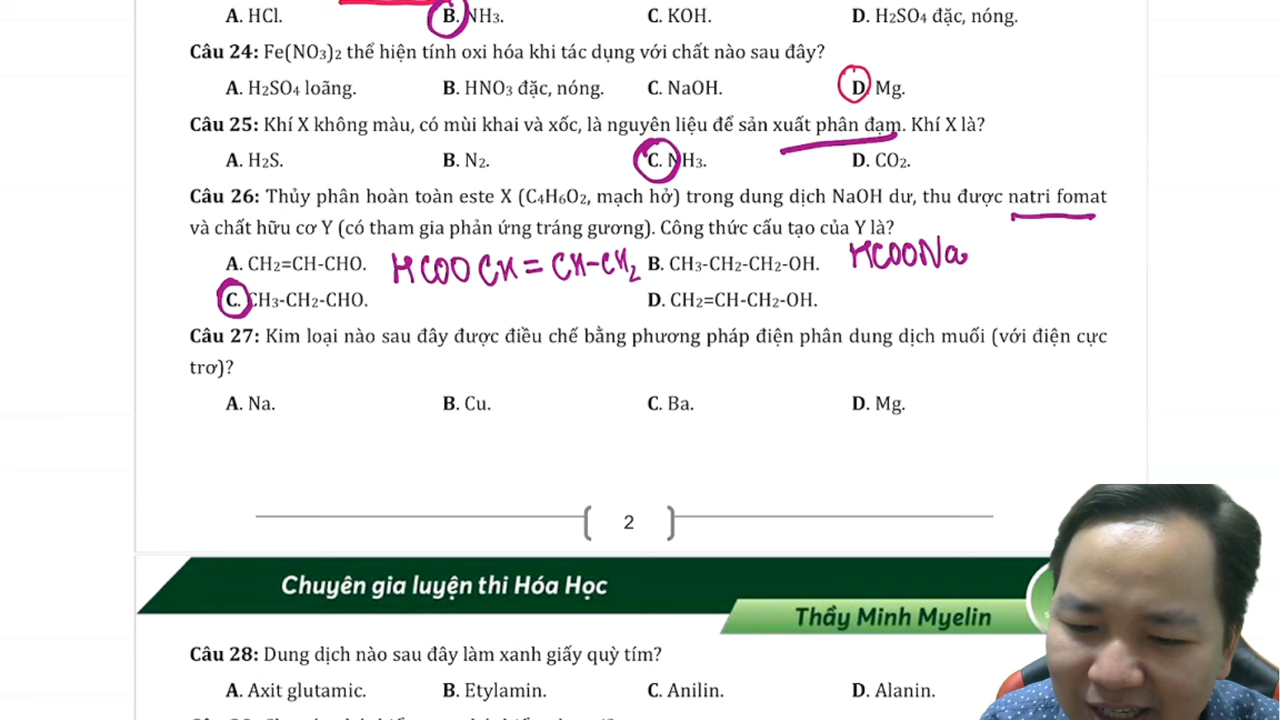 A. HCl. B. NH₃. C. KOH. D. H₂SO₄ đặc, nóng.
Câu 24: Fe(NO₃)₂ thể hiện tính oxi hóa khi tác dụng với chất nào sau đây?
A. H₂SO₄ loãng. B. HNO₃ đặc, nóng. C. NaOH. D. Mg.
Câu 25: Khí X không màu, có mùi khai và xốc, là nguyên liệu để sản xuất phân đạm. Khí X là?
A. H₂S. B. N₂. C. NH₃. D. CO₂.
Câu 26: Thủy phân hoàn toàn este X (C₄H₆O₂, mạch hở) trong dung dịch NaOH dư, thu được natri fomat
và chất hữu cơ Y (có tham gia phản ứng tráng gương). Công thức cấu tạo của Y là?
A. CH₂=CH-CHO. HCOOCH=CH-CH₂ B. CH₃-CH₂-CH₂-OH. HCOONa
C. CH₃-CH₂-CHO. D. CH₂=CH-CH₂-OH.
Câu 27: Kim loại nào sau đây được điều chế bằng phương pháp điện phân dung dịch muối (với điện cực
trơ)?
A. Na. B. Cu. C. Ba. D. Mg.
2
Chuyên gia luyện thi Hóa Học
Thầy Minh Myelin
Câu 28: Dung dịch nào sau đây làm xanh giấy quỳ tím?
A. Axit glutamic. B. Etylamin. C. Anilin. D. Alanin.